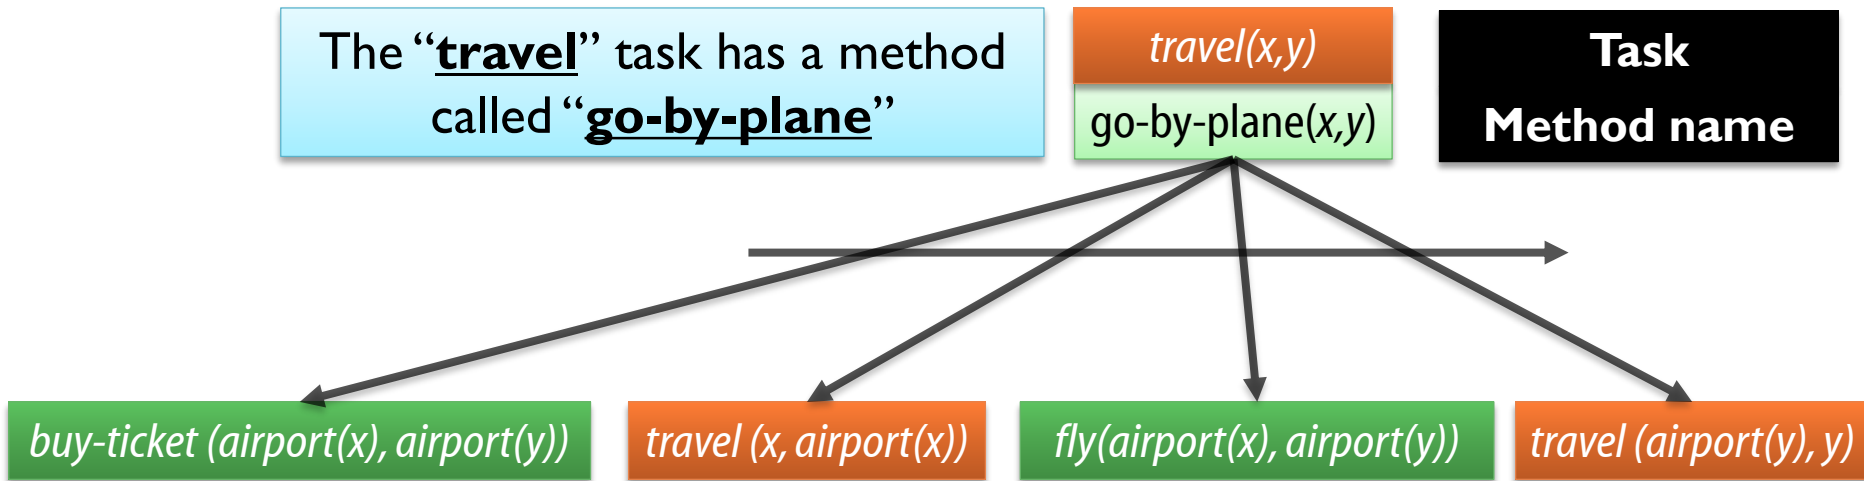 The “travel” task has a method
called “go-by-plane”
travel(x,y)
go-by-plane(x,y)
Task
Method name
buy-ticket (airport(x), airport(y))
travel (x, airport(x))
fly(airport(x), airport(y))
travel (airport(y), y)